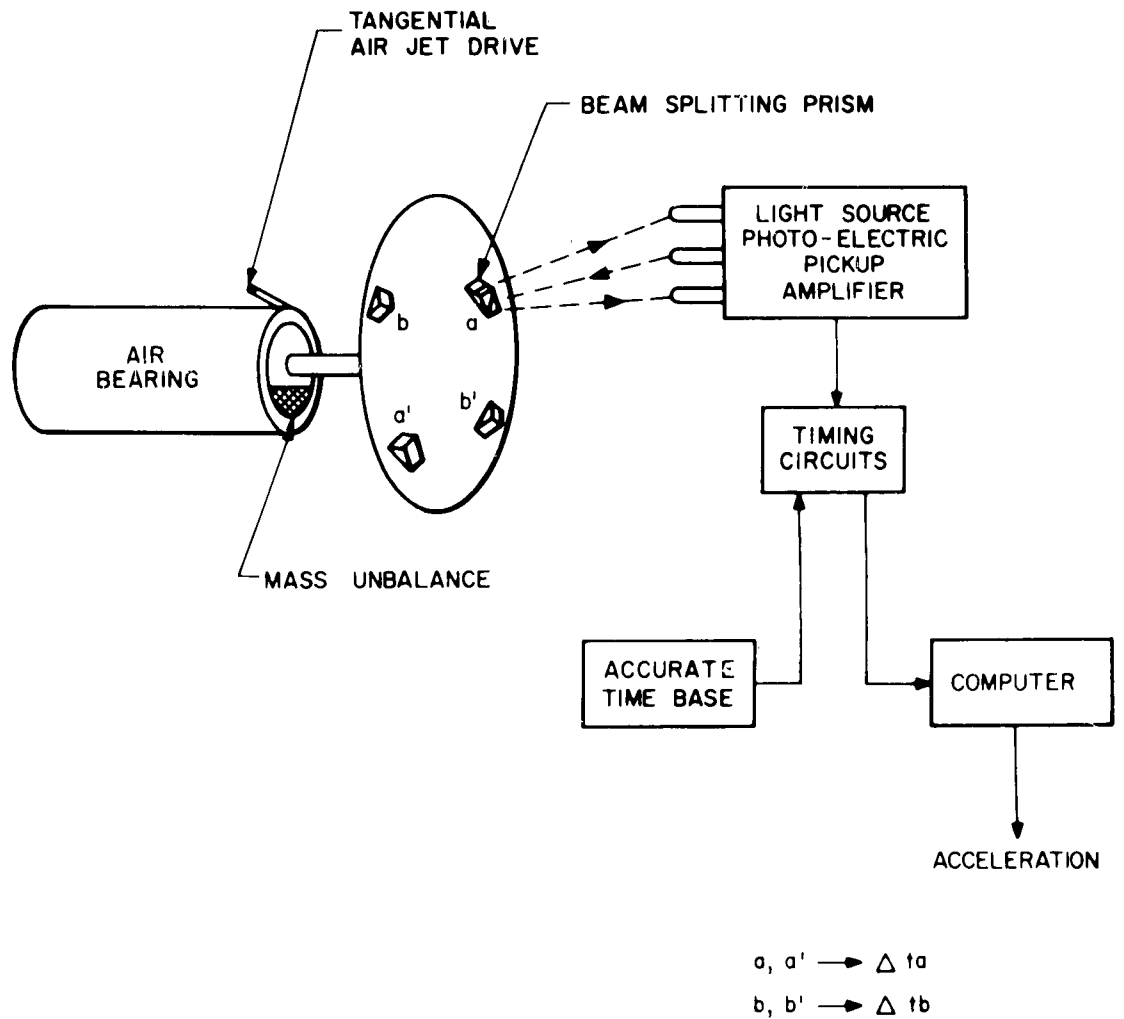 TANGENTIAL
AIR JET DRIVE
BEAM SPLITTING PRISM
LIGHT SOURCE
PHOTO-ELECTRIC
PICKUP
AMPLIFIER
b
a
AIR
BEARING
a'
b'
TIMING
CIRCUITS
MASS UNBALANCE
ACCURATE
TIME BASE
COMPUTER
ACCELERATION
a, a' → △ ta
b, b' → △ tb